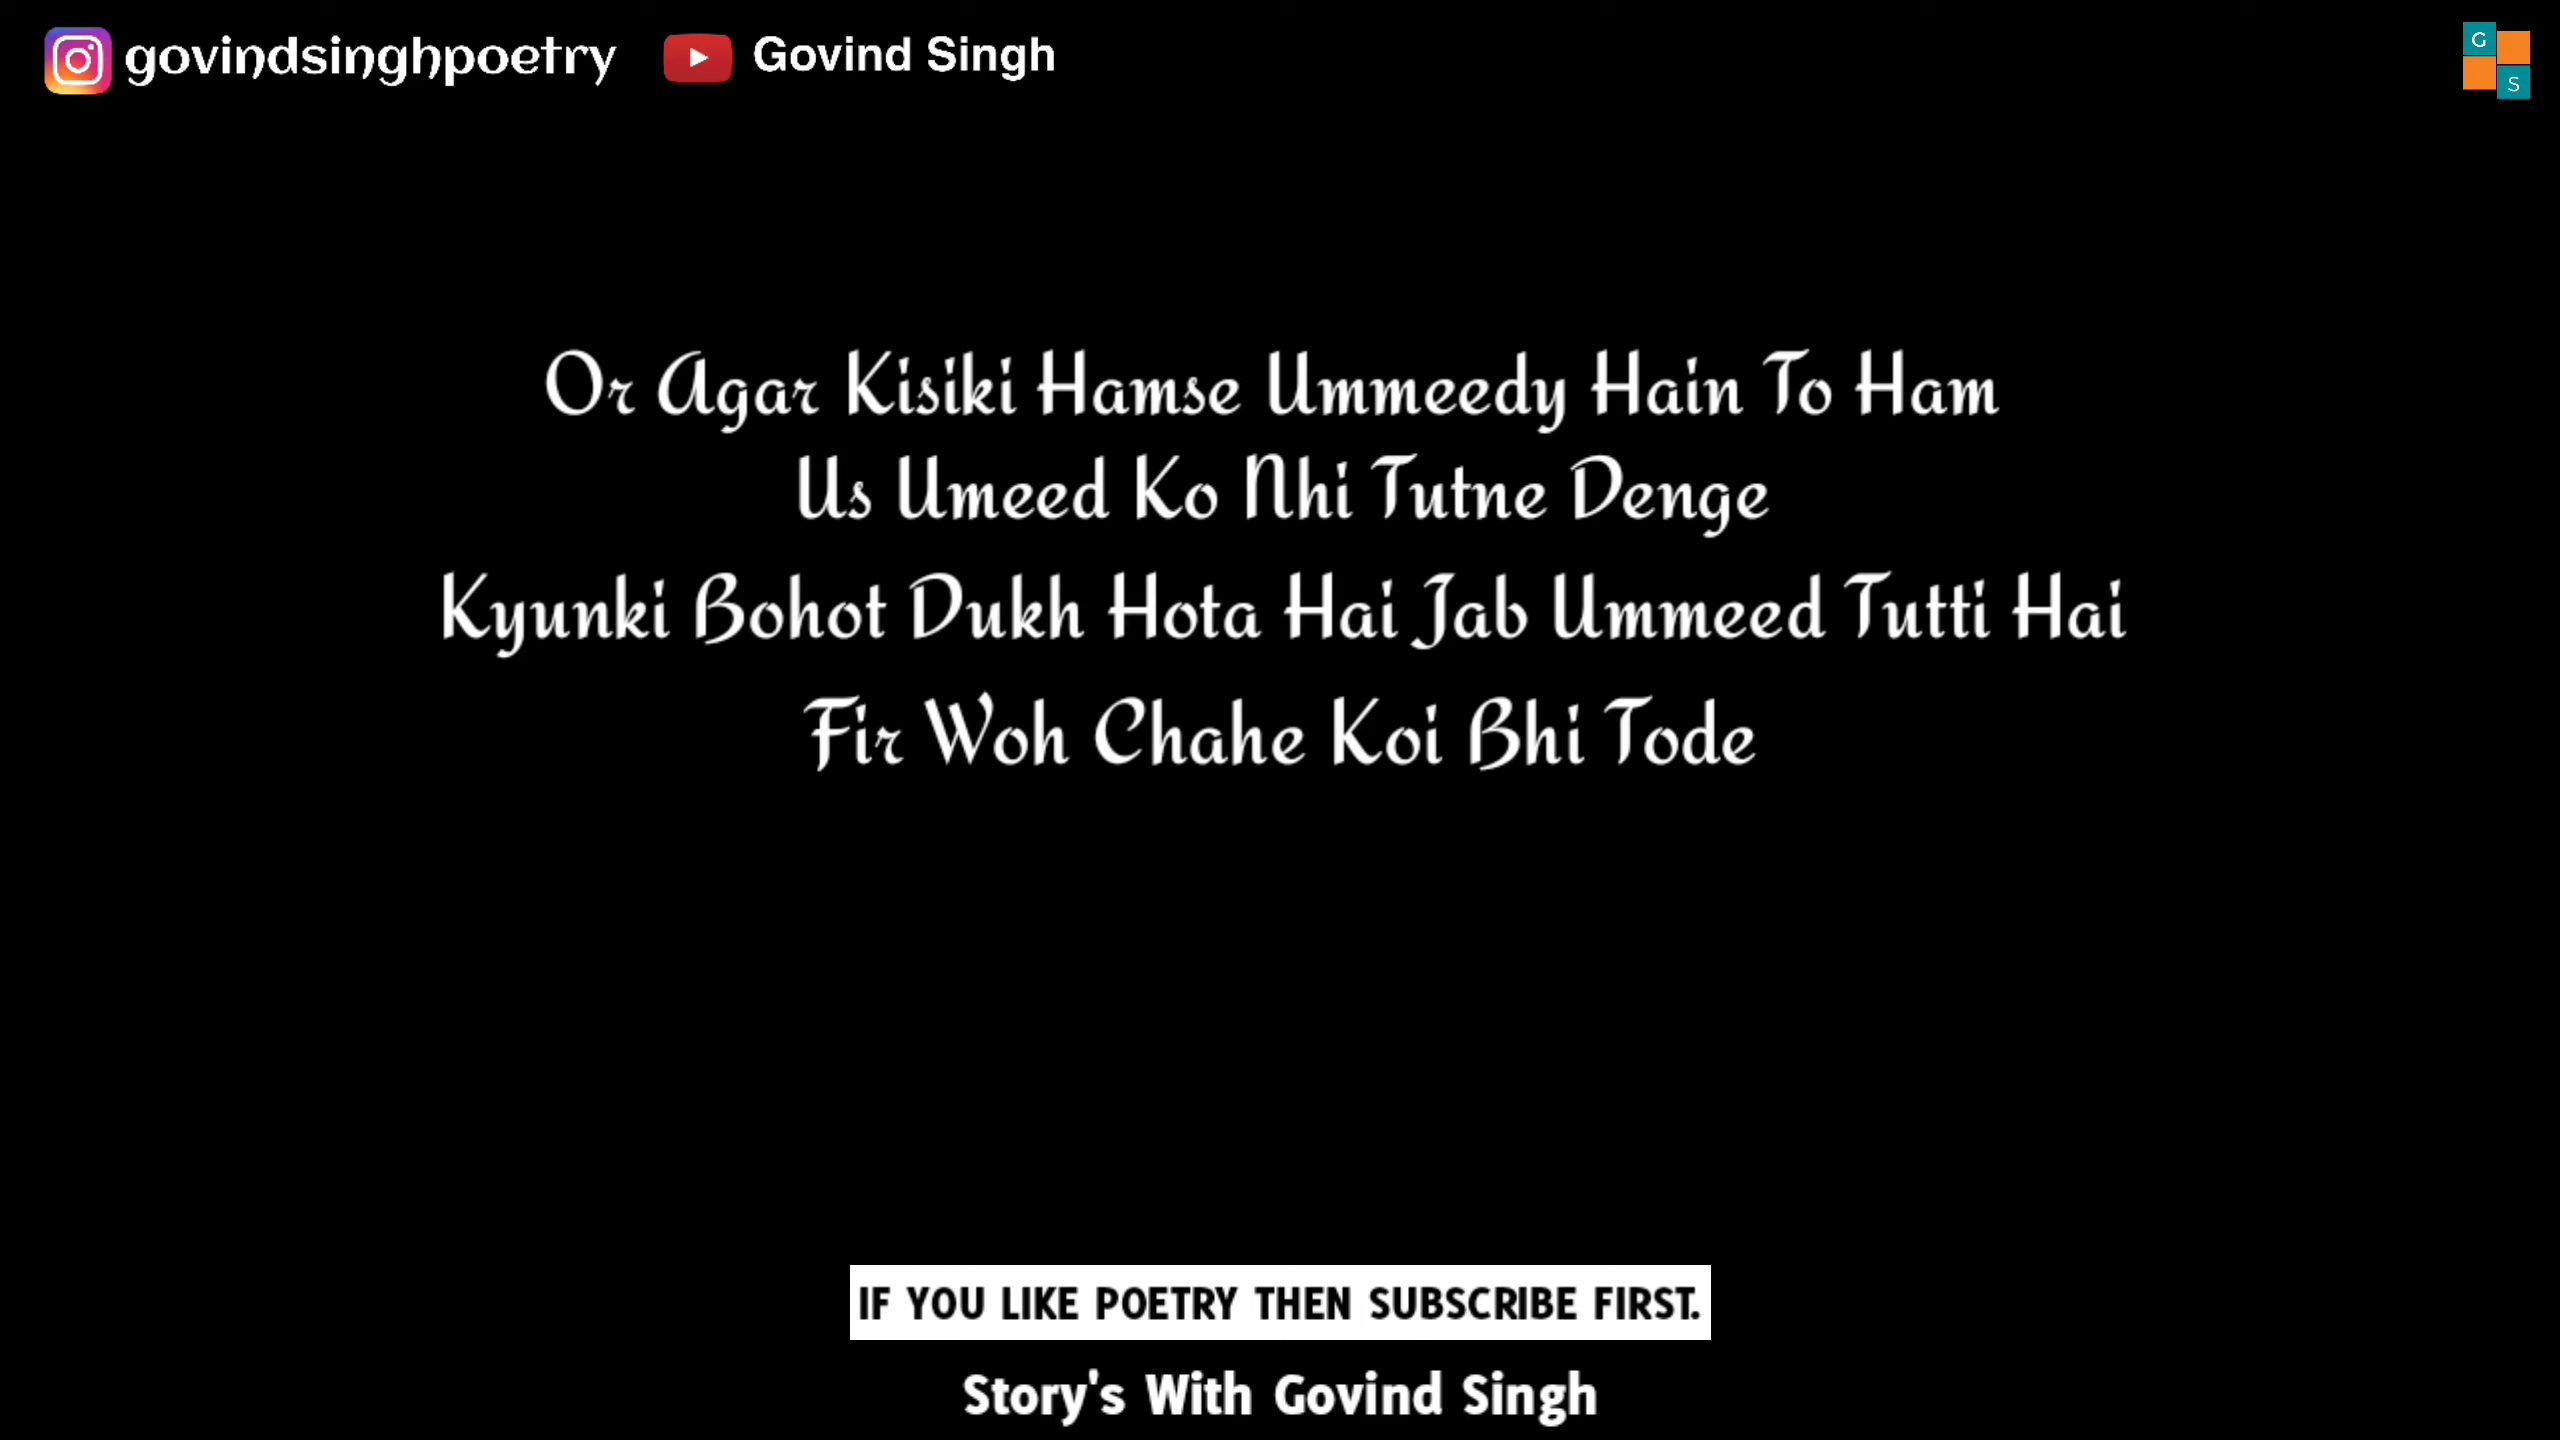 govindsinghpoetry Govind Singh
G
S
Or Agar Kisiki Hamse Ummeedy Hain To Ham
Us Umeed Ko Nhi Tutne Denge
Kyunki Bohot Dukh Hota Hai Jab Ummeed Tutti Hai
Fir Woh Chahe Koi Bhi Tode
IF YOU LIKE POETRY THEN SUBSCRIBE FIRST.
Story's With Govind Singh